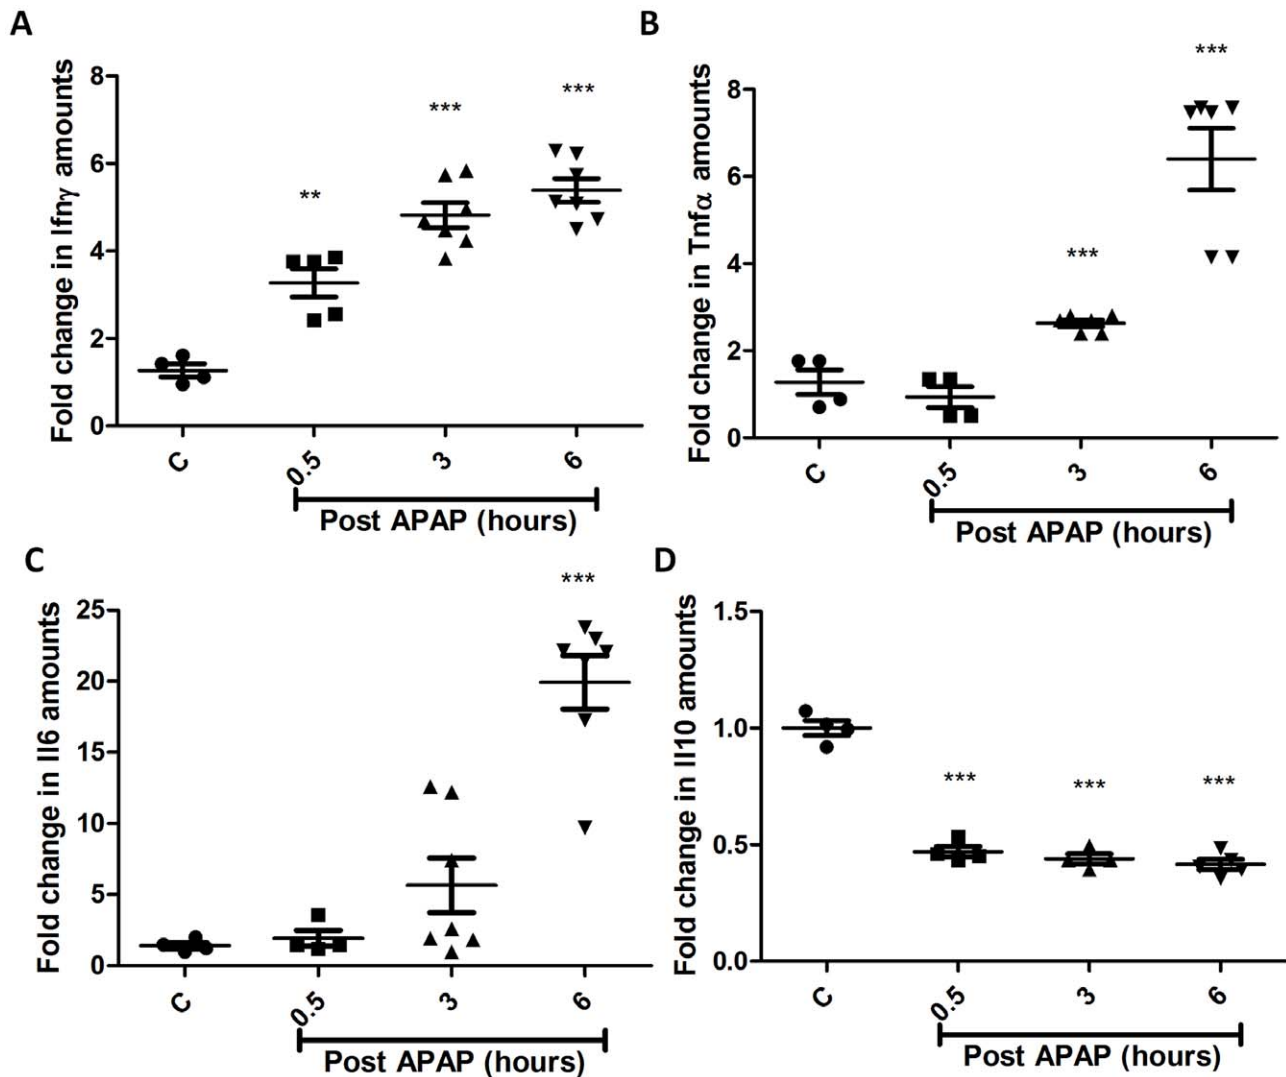 A
Fold change in Ifnγ amounts
8
6
4
2
0
**
***
***
C
0.5
3
6
Post APAP (hours)
B
Fold change in Tnfα amounts
8
6
4
2
0
***
***
C
0.5
3
6
Post APAP (hours)
C
Fold change in Il6 amounts
25
20
15
10
5
0
***
C
0.5
3
6
Post APAP (hours)
D
Fold change in Il10 amounts
1.5
1.0
0.5
0.0
***
***
***
C
0.5
3
6
Post APAP (hours)